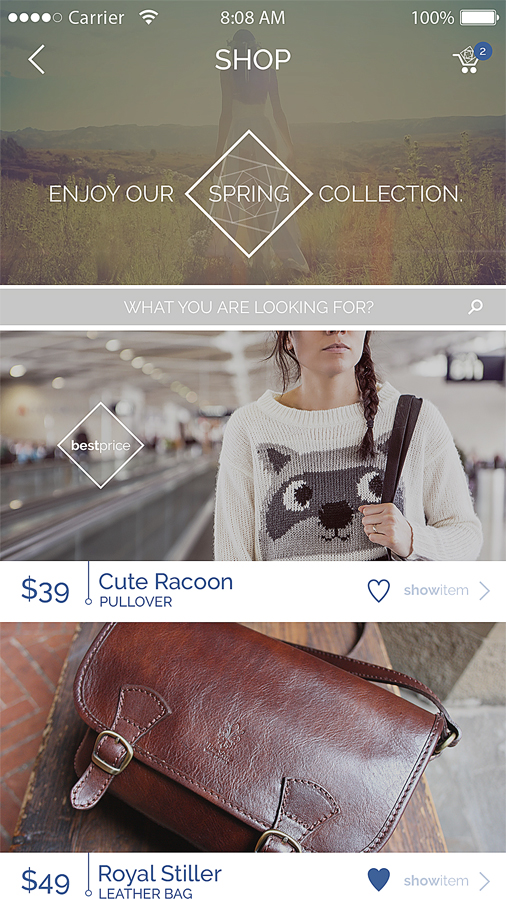 Carrier 8:08 AM 100%
SHOP
2
ENJOY OUR SPRING COLLECTION.
WHAT YOU ARE LOOKING FOR?
bestprice
$39 Cute Racoon
PULLOVER
showitem
$49 Royal Stiller
LEATHER BAG
showitem